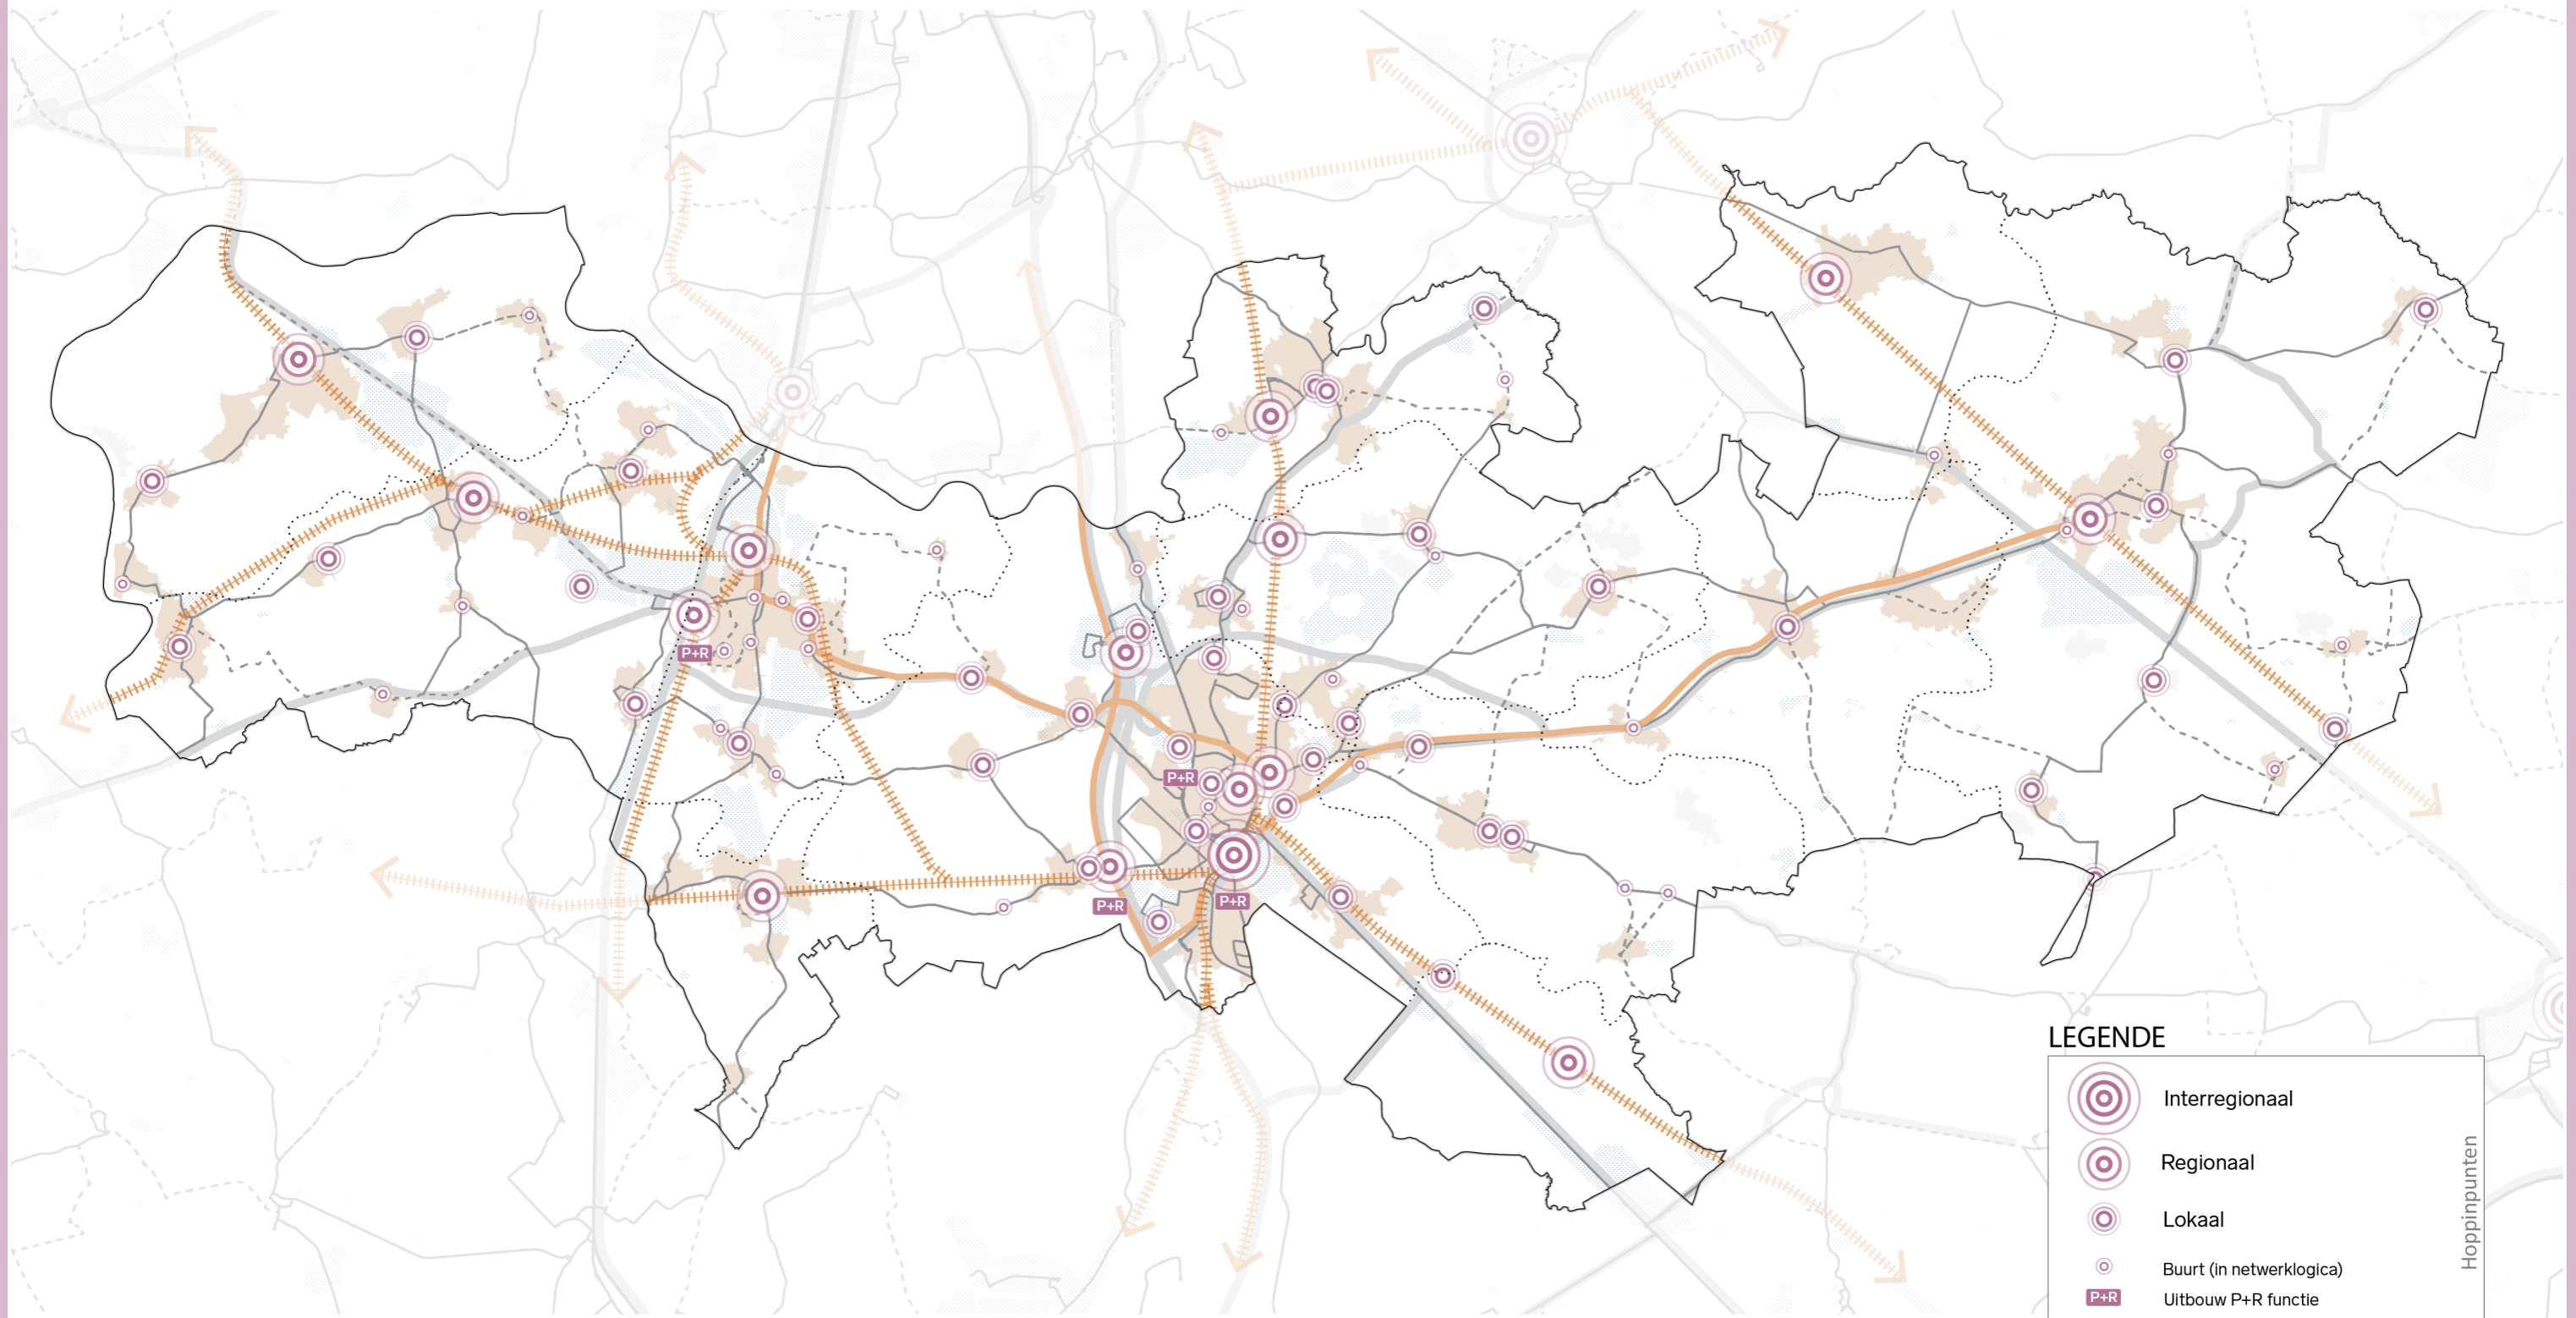 P+R
P+R
P+R
P+R
LEGENDE
Interregionaal
Regionaal
Lokaal
Buurt (in netwerklogica)
P+R Uitbouw P+R functie
Hoppinpunten